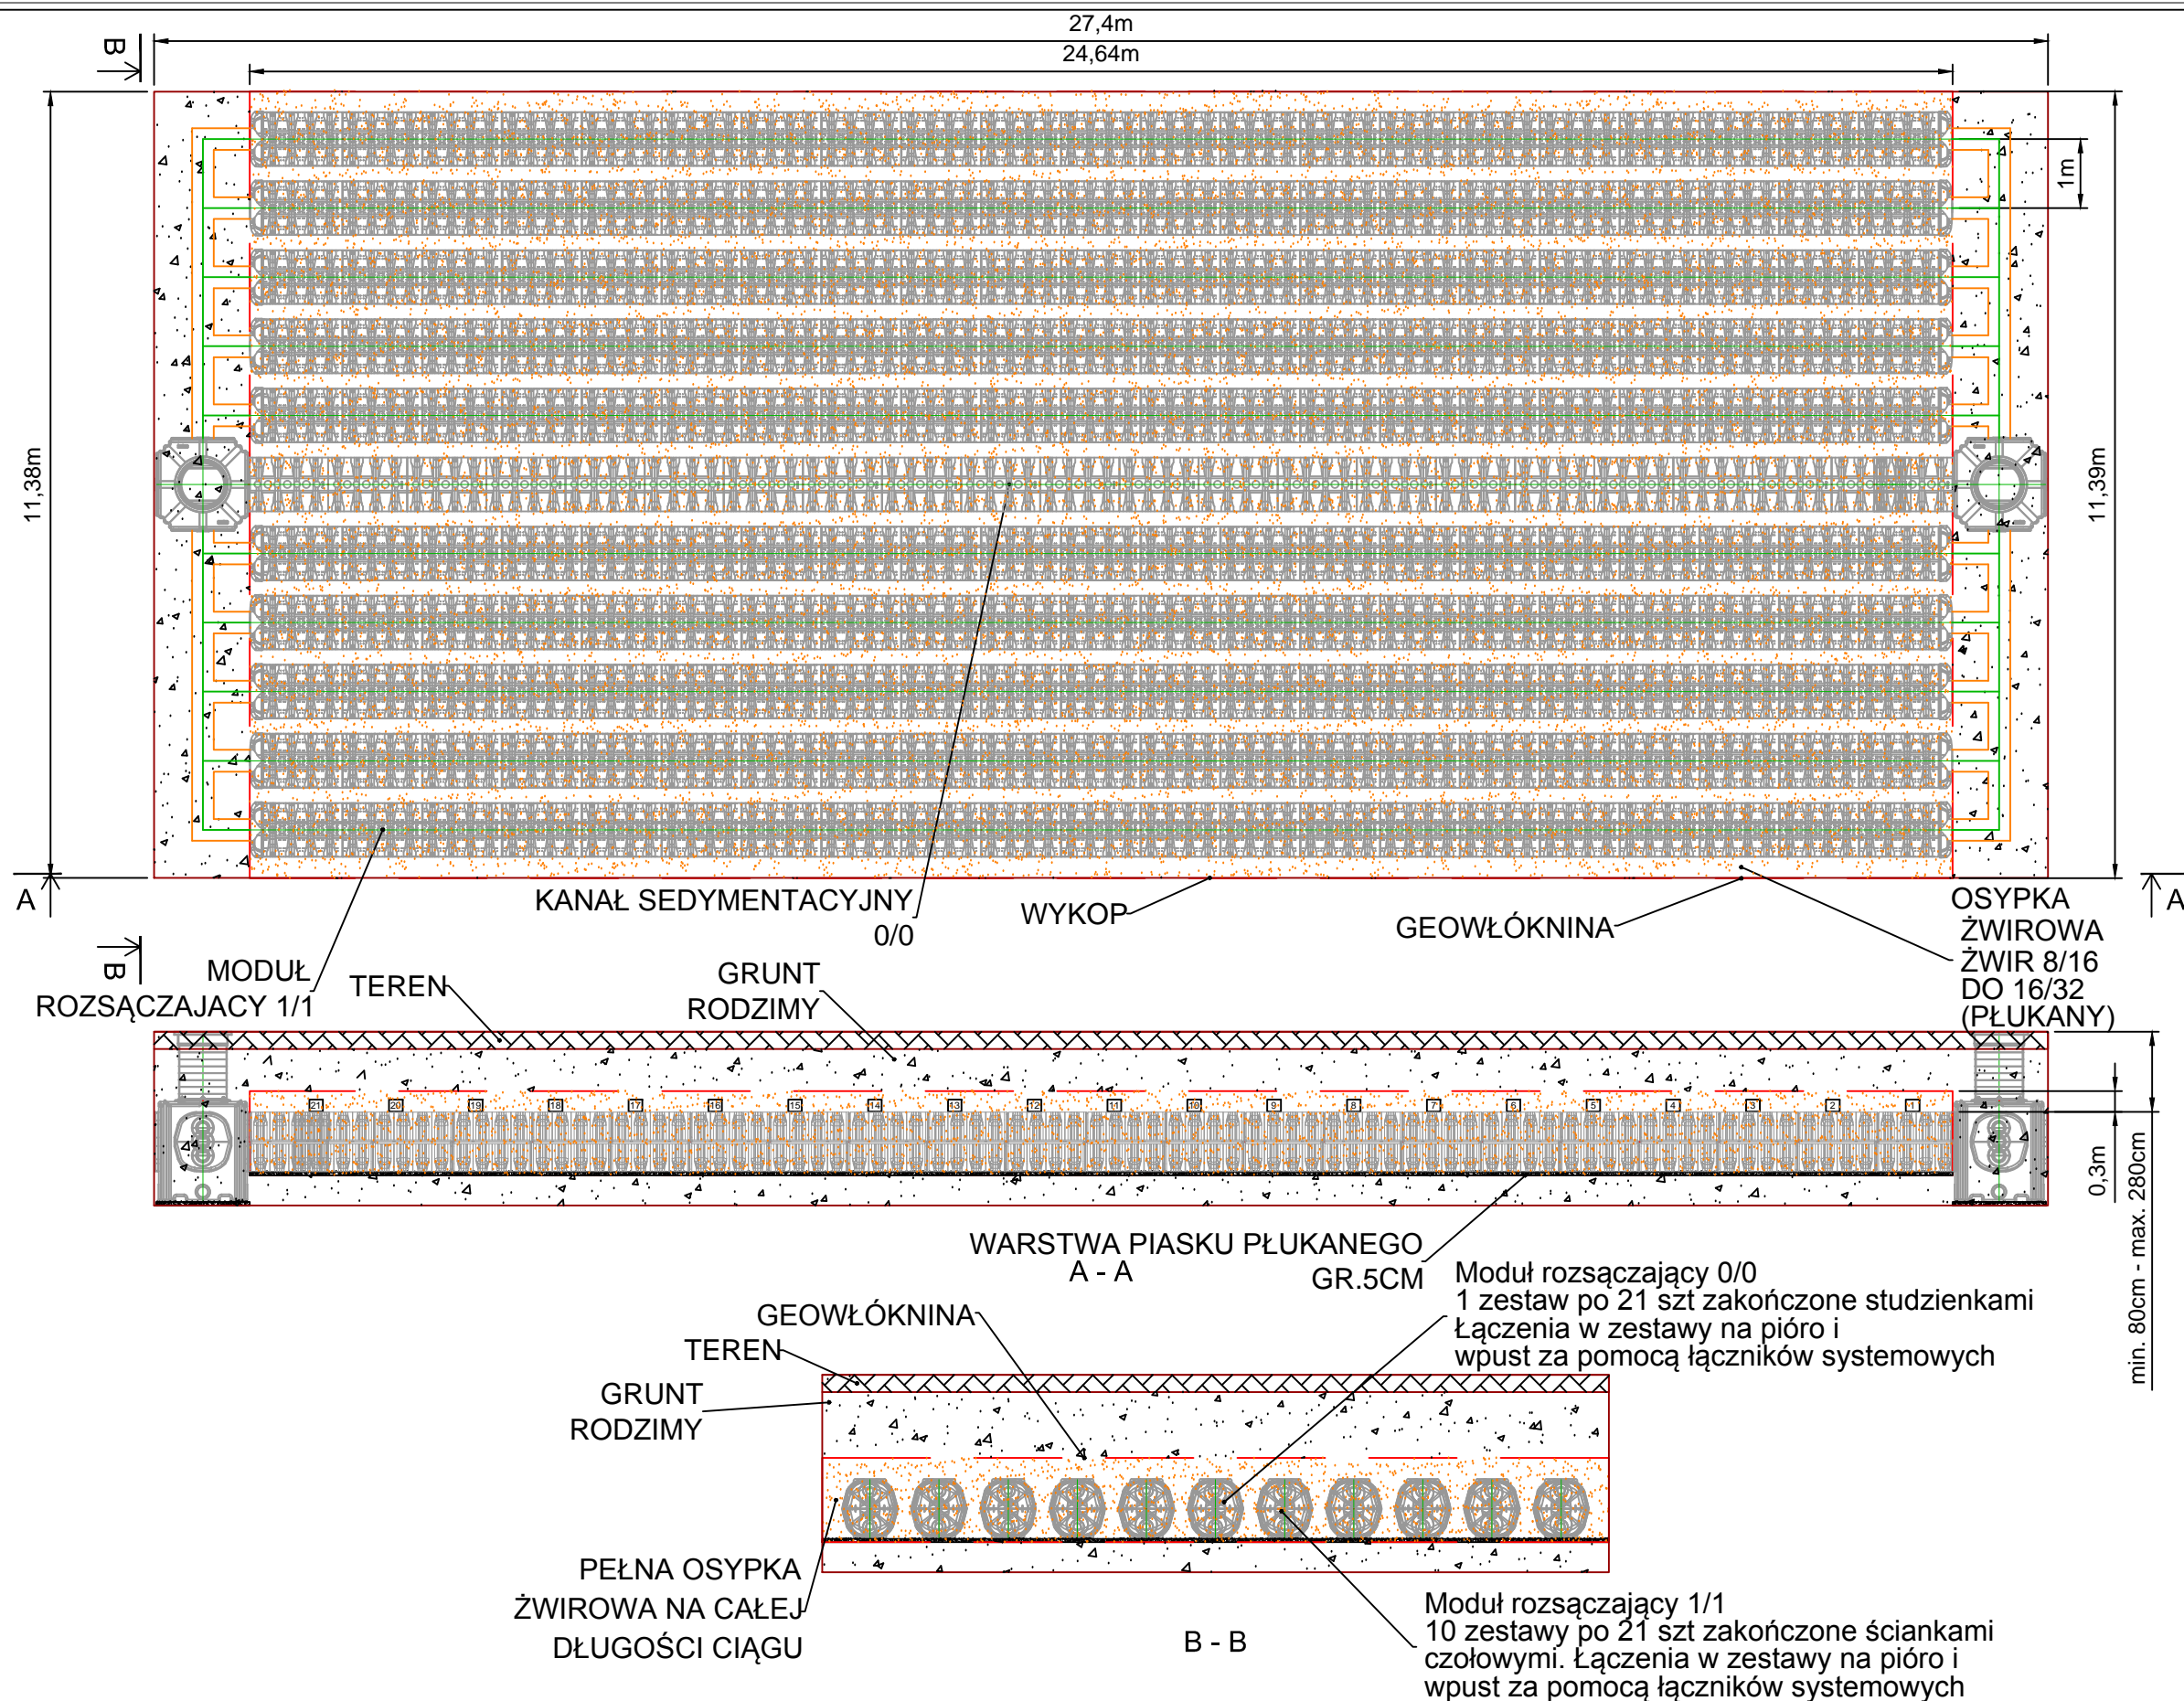 27,4m
24,64m
B
11,38m
1m
11,39m
A
A
KANAŁ SEDYMENTACYJNY
0/0
WYKOP
GEOWŁÓKNINA
OSYPKA
ŻWIROWA
ŻWIR 8/16
DO 16/32
(PŁUKANY)
B
MODUŁ
ROZSĄCZAJACY 1/1
TEREN
GRUNT
RODZIMY
21 20 19 18 17 16 15 14 13 12 11 10 9 8 7 6 5 4 3 2 1
0,3m
min. 80cm - max. 280cm
WARSTWA PIASKU PŁUKANEGO
GR.5CM
A - A
Moduł rozsączający 0/0
1 zestaw po 21 szt zakończone studzienkami
Łączenia w zestawy na pióro i
wpust za pomocą łączników systemowych
GEOWŁÓKNINA
TEREN
GRUNT
RODZIMY
PEŁNA OSYPKA
ŻWIROWA NA CAŁEJ
DŁUGOŚCI CIĄGU
B - B
Moduł rozsączający 1/1
10 zestawy po 21 szt zakończone ściankami
czołowymi. Łączenia w zestawy na pióro i
wpust za pomocą łączników systemowych